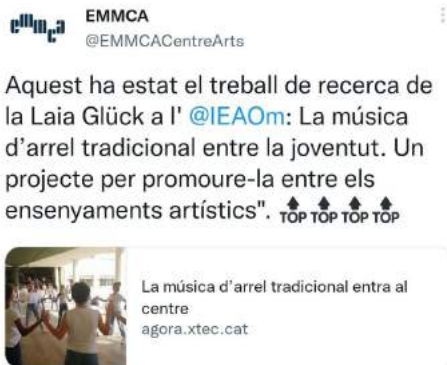 emmca
EMMCA
@EMMCACentreArts
Aquest ha estat el treball de recerca de
la Laia Glück a l' @IEAOm: La música
d’arrel tradicional entre la joventut. Un
projecte per promoure-la entre els
ensenyaments artístics". TOP TOP TOP TOP
La música d’arrel tradicional entra al
centre
agora.xtec.cat